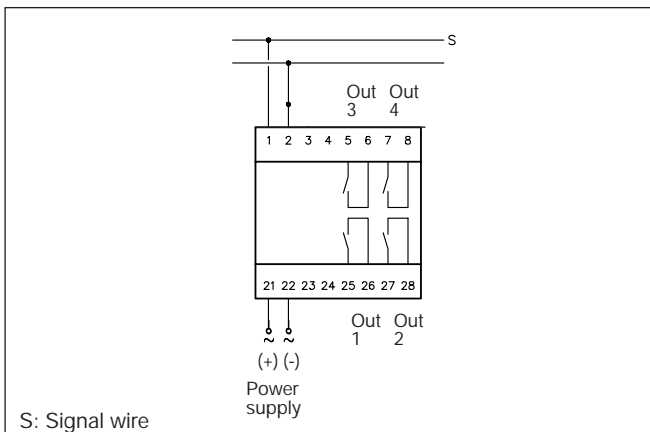 S
Out Out
3 4
1 2 3 4 5 6 7 8
21 22 23 24 25 26 27 28
Out Out
1 2
~ ~
(+) (-)
Power
supply
S: Signal wire